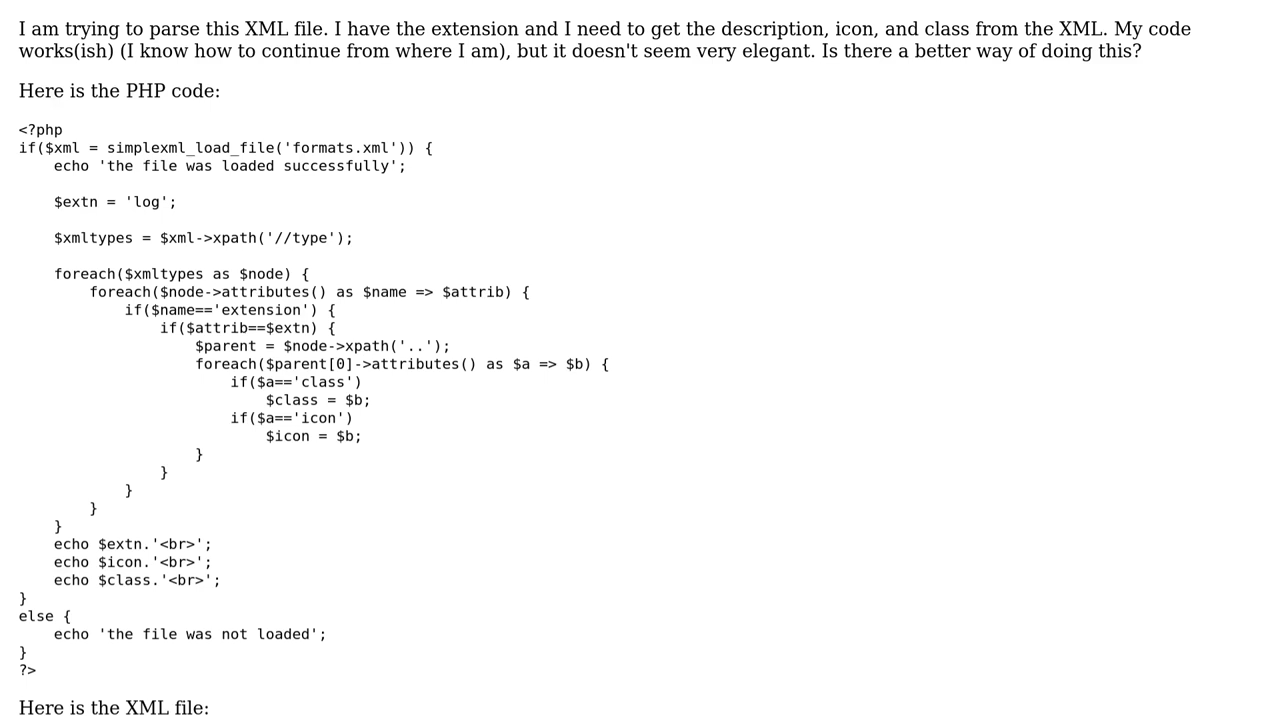 I am trying to parse this XML file. I have the extension and I need to get the description, icon, and class from the XML. My code
works(ish) (I know how to continue from where I am), but it doesn't seem very elegant. Is there a better way of doing this?
Here is the PHP code:
<?php
if($xml = simplexml_load_file('formats.xml')) {
    echo 'the file was loaded successfully';
    $extn = 'log';
    $xmltypes = $xml->xpath('//type');
    foreach($xmltypes as $node) {
        foreach($node->attributes() as $name => $attrib) {
            if($name=='extension') {
                if($attrib==$extn) {
                    $parent = $node->xpath('..');
                    foreach($parent[0]->attributes() as $a => $b) {
                        if($a=='class')
                            $class = $b;
                        if($a=='icon')
                            $icon = $b;
                    }
                }
            }
        }
    }
    echo $extn.'<br>';
    echo $icon.'<br>';
    echo $class.'<br>';
}
else {
    echo 'the file was not loaded';
}
?>
Here is the XML file: